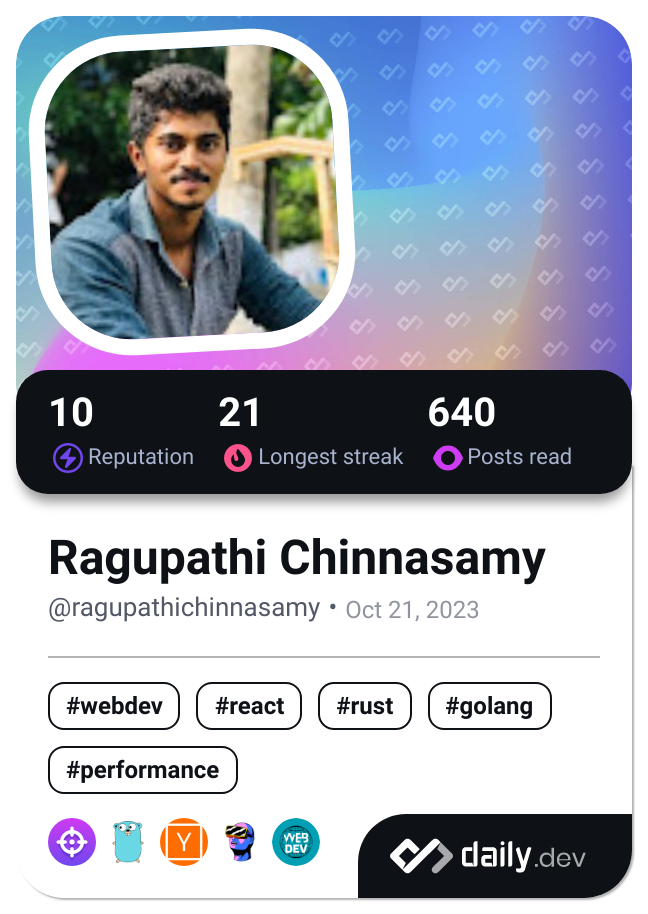 10 21 640
Reputation Longest streak Posts read
Ragupathi Chinnasamy
@ragupathichinnasamy • Oct 21, 2023
#webdev #react #rust #golang
#performance
Y WEB
DEV
daily.dev